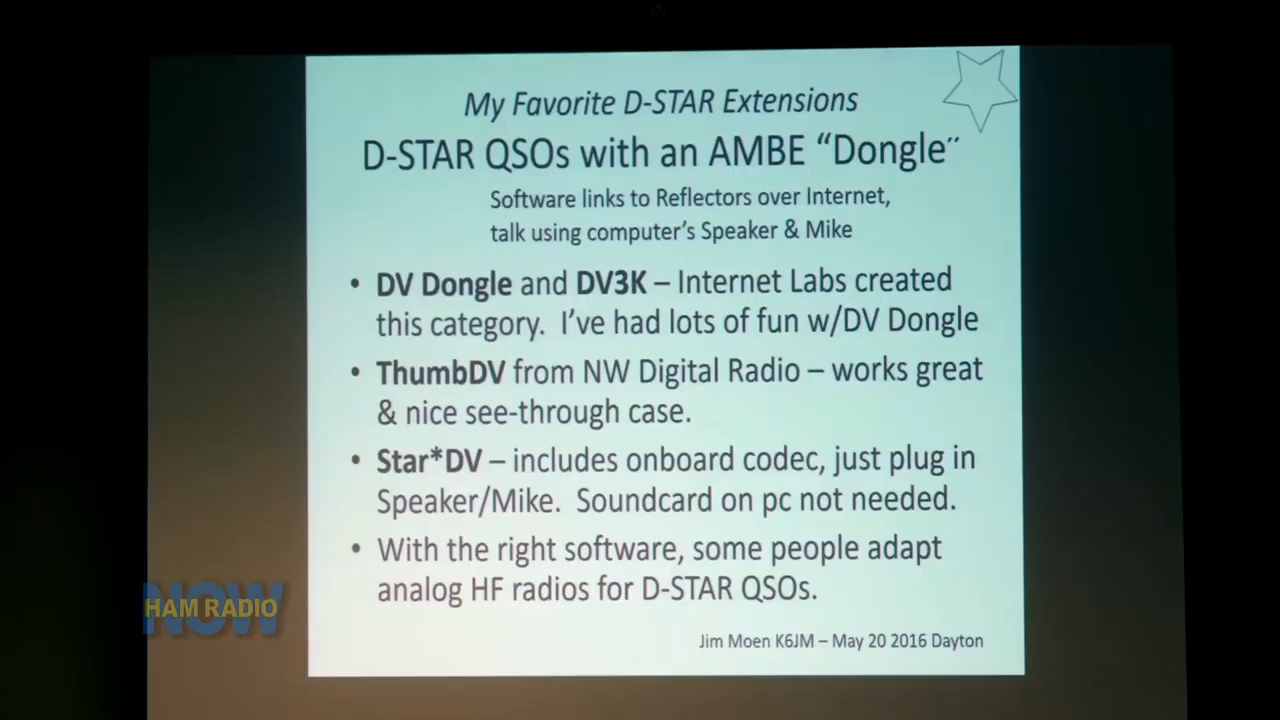 My Favorite D-STAR Extensions
D-STAR QSOs with an AMBE “Dongle”
Software links to Reflectors over Internet,
talk using computer’s Speaker & Mike
• DV Dongle and DV3K – Internet Labs created
this category. I’ve had lots of fun w/DV Dongle
• ThumbDV from NW Digital Radio – works great
& nice see-through case.
• Star*DV – includes onboard codec, just plug in
Speaker/Mike. Soundcard on pc not needed.
• With the right software, some people adapt
analog HF radios for D-STAR QSOs.
NOW
HAM RADIO
Jim Moen K6JM – May 20 2016 Dayton